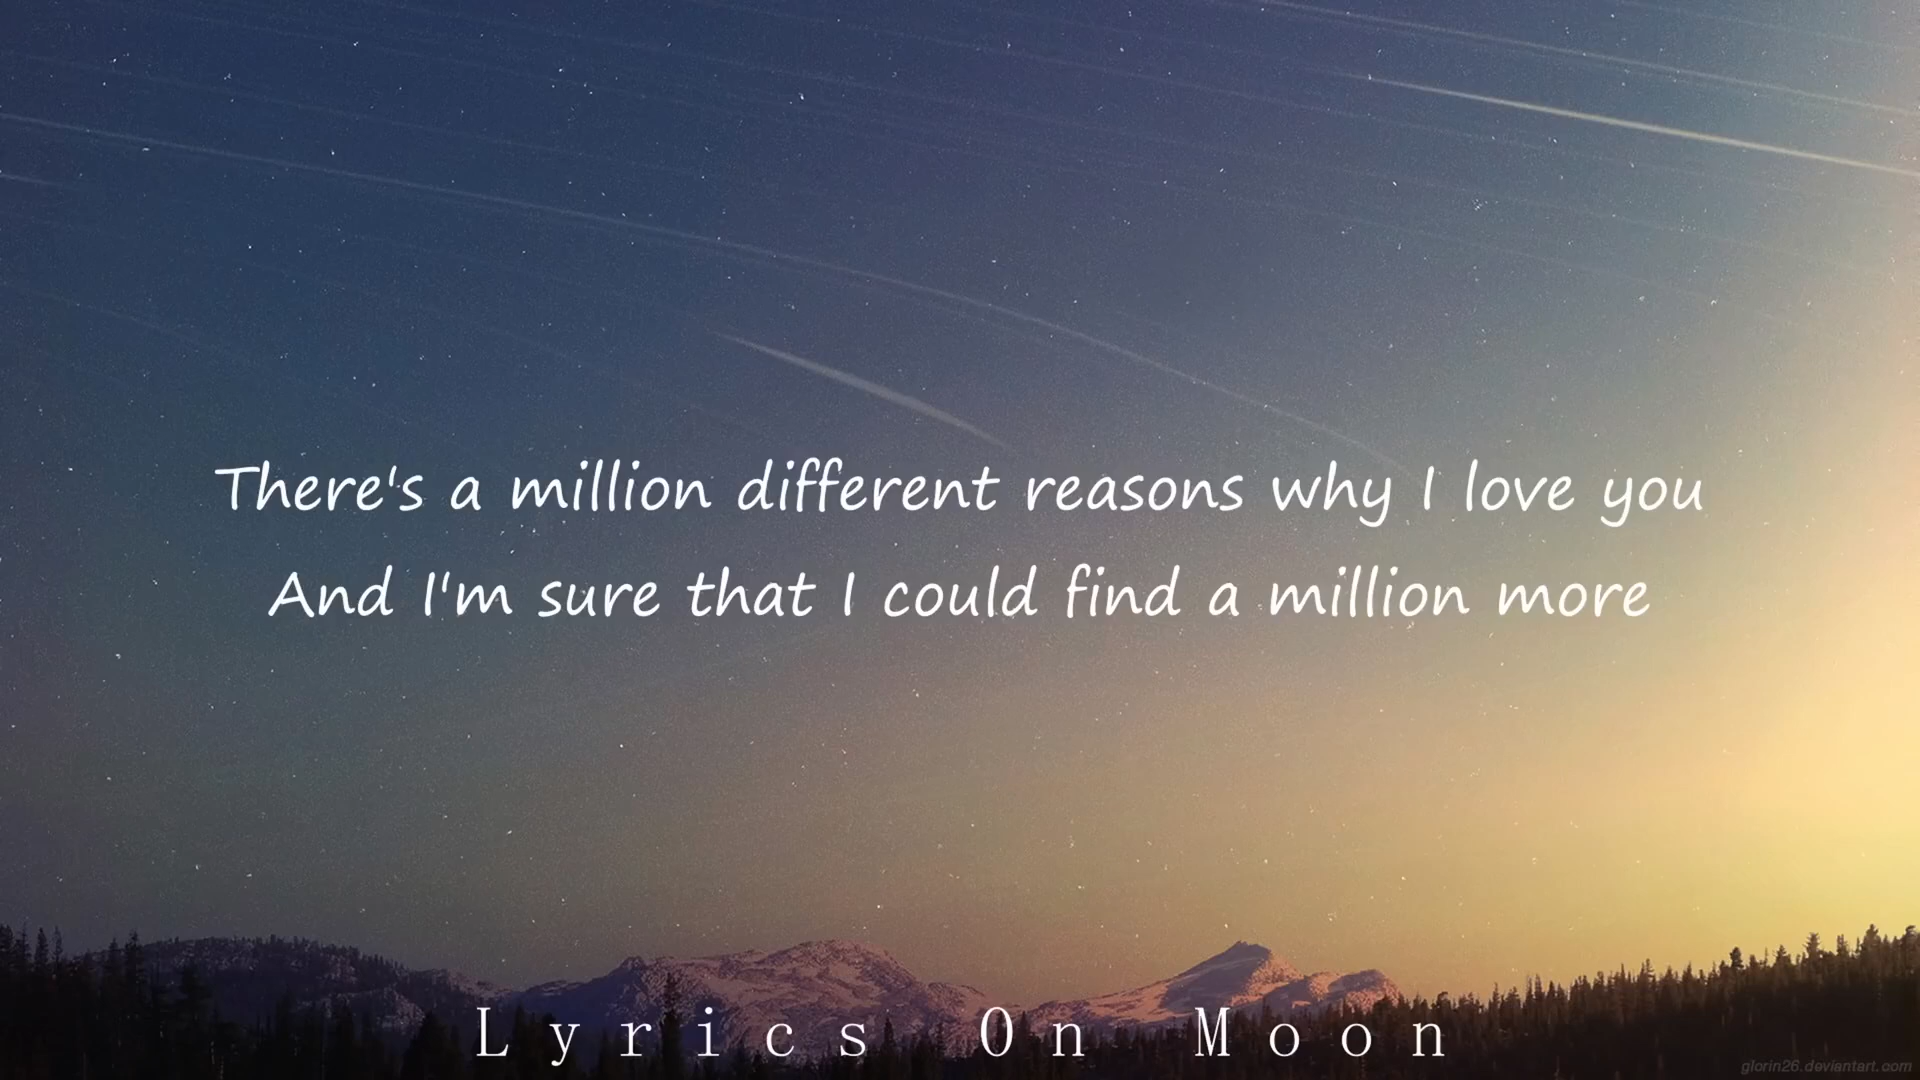 There's a million different reasons why I love you
And I'm sure that I could find a million more
Lyrics On Moon
glorin26.deviantart.com